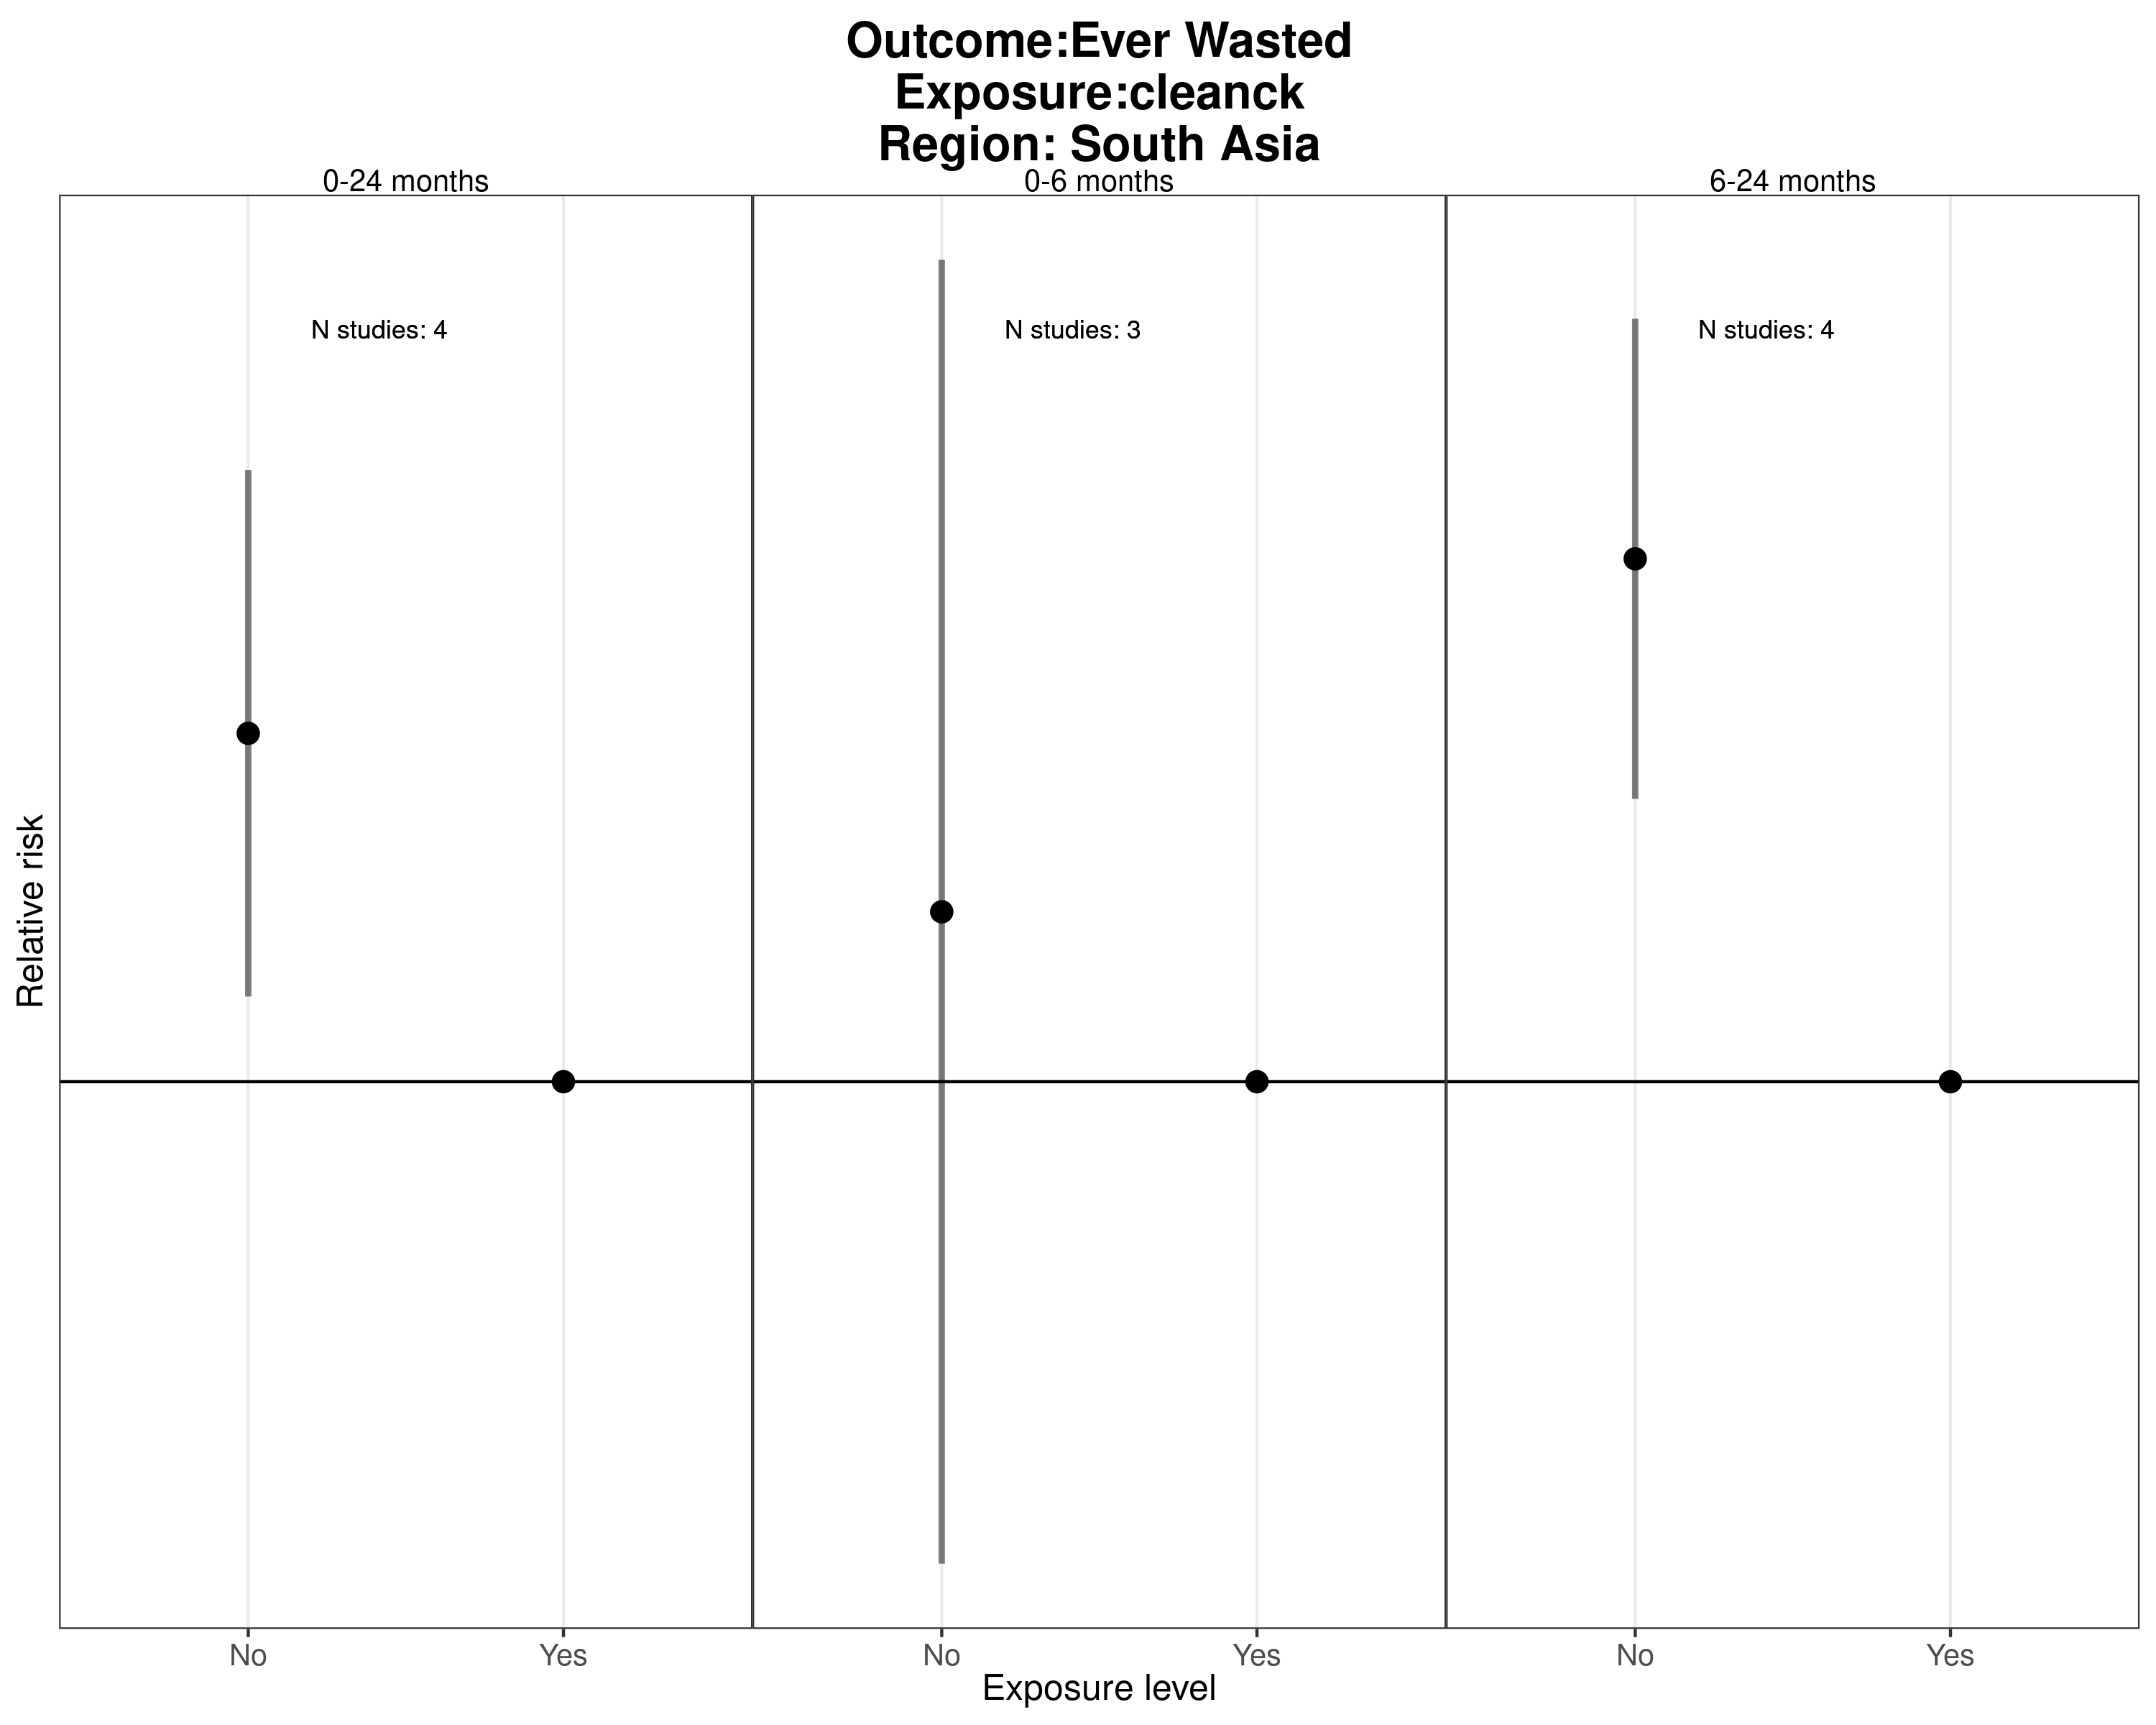 Outcome:Ever Wasted
Exposure:cleanck
Region: South Asia
0-24 months
0-6 months
6-24 months
N studies: 4
N studies: 3
N studies: 4
Relative risk
No
Yes
No
Yes
No
Yes
Exposure level